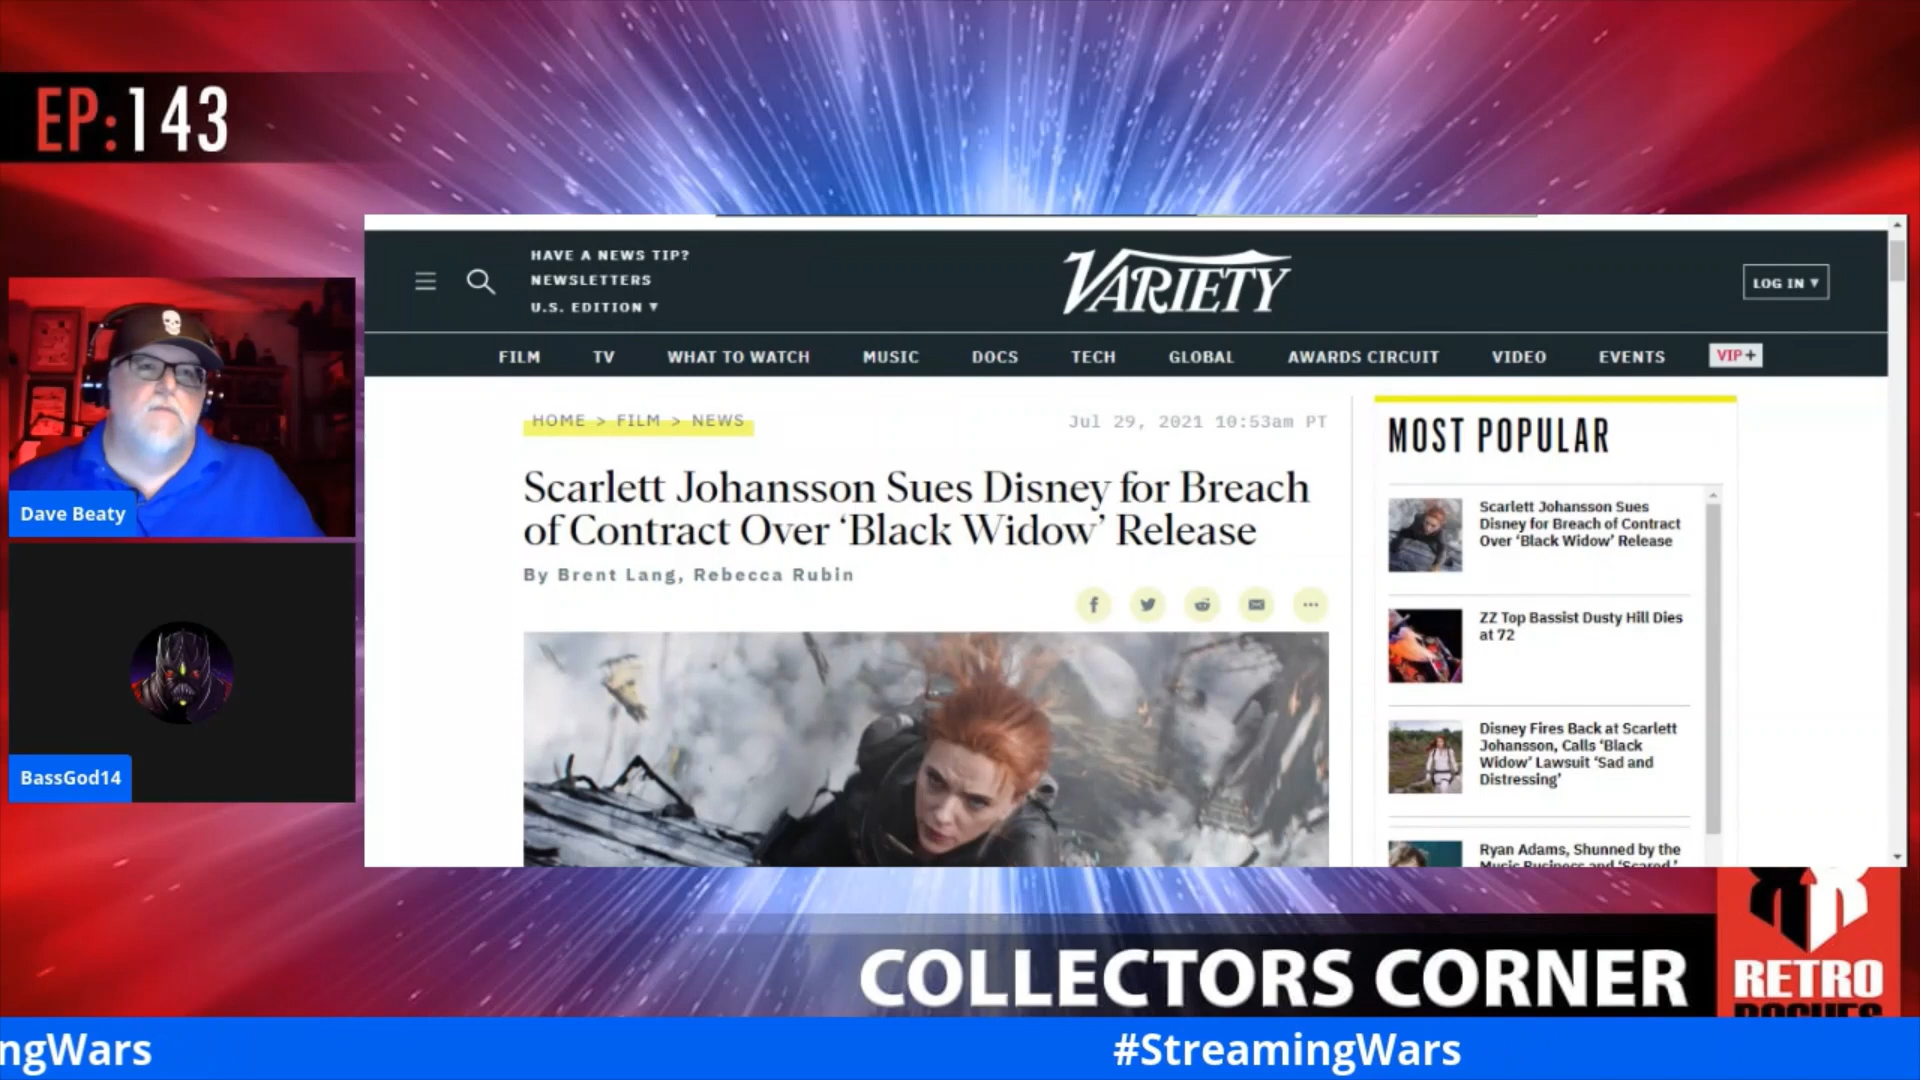 EP:143
HAVE A NEWS TIP?
NEWSLETTERS
U.S. EDITION ▼
VARIETY
LOG IN ▼
FILM TV WHAT TO WATCH MUSIC DOCS TECH GLOBAL AWARDS CIRCUIT VIDEO EVENTS VIP+
HOME > FILM > NEWS
Jul 29, 2021 10:53am PT
Scarlett Johansson Sues Disney for Breach
of Contract Over ‘Black Widow’ Release
By Brent Lang, Rebecca Rubin
MOST POPULAR
Scarlett Johansson Sues
Disney for Breach of Contract
Over ‘Black Widow’ Release
ZZ Top Bassist Dusty Hill Dies
at 72
Disney Fires Back at Scarlett
Johansson, Calls ‘Black
Widow’ Lawsuit ‘Sad and
Distressing’
Ryan Adams, Shunned by the
Music Business and ‘Scared,’
Dave Beaty
BassGod14
COLLECTORS CORNER
RETRO
ROGUES
ngWars
#StreamingWars